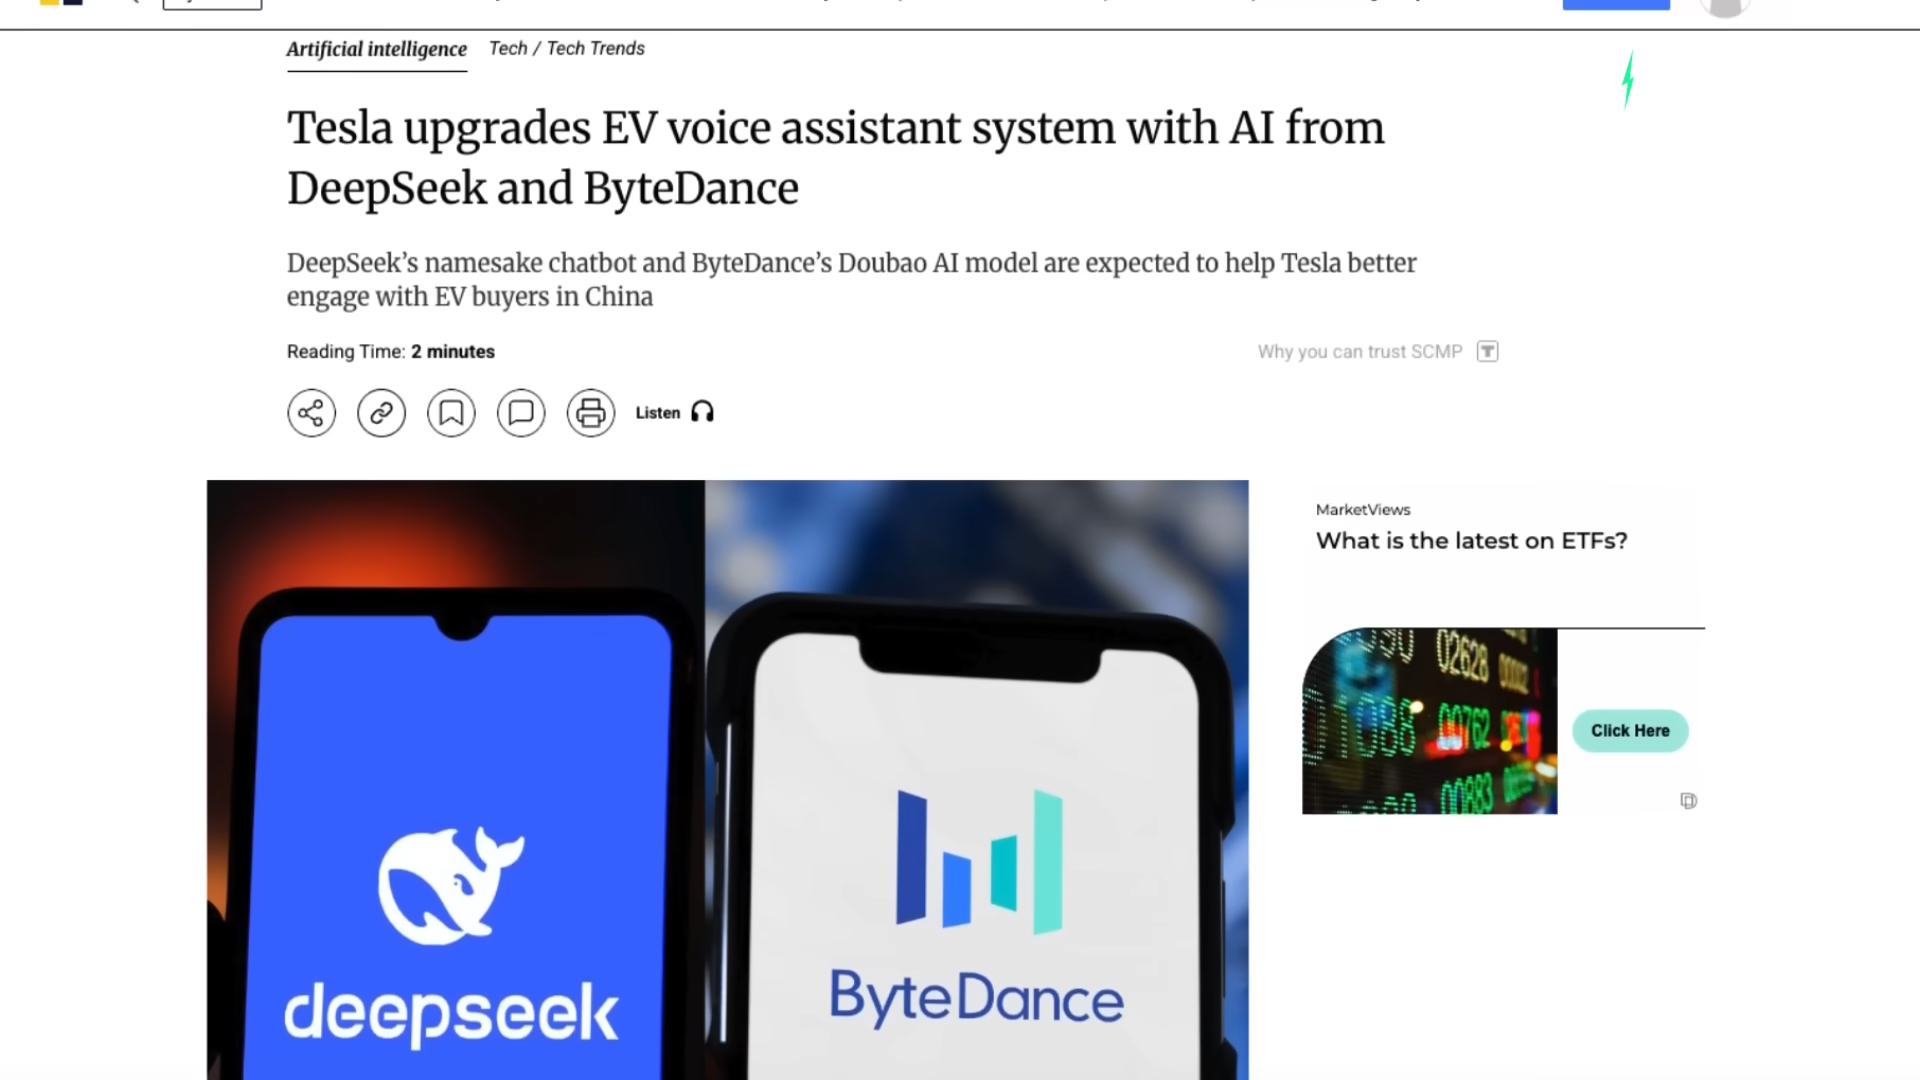 Artificial intelligence Tech / Tech Trends
Tesla upgrades EV voice assistant system with AI from
DeepSeek and ByteDance
DeepSeek’s namesake chatbot and ByteDance’s Doubao AI model are expected to help Tesla better
engage with EV buyers in China
Reading Time: 2 minutes
Why you can trust SCMP
Listen
MarketViews
What is the latest on ETFs?
02628
00762
00883
Click Here
deepseek
ByteDance